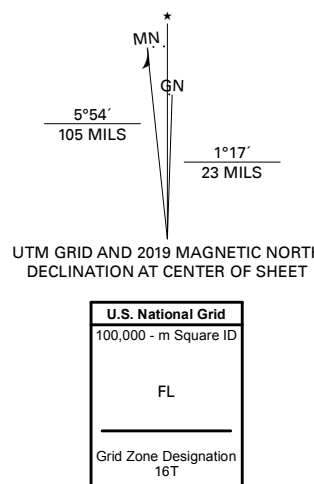 ★
MN
GN
5°54´
105 MILS
1°17´
23 MILS
UTM GRID AND 2019 MAGNETIC NORTH
DECLINATION AT CENTER OF SHEET
U.S. National Grid
100,000 - m Square ID
FL
Grid Zone Designation
16T